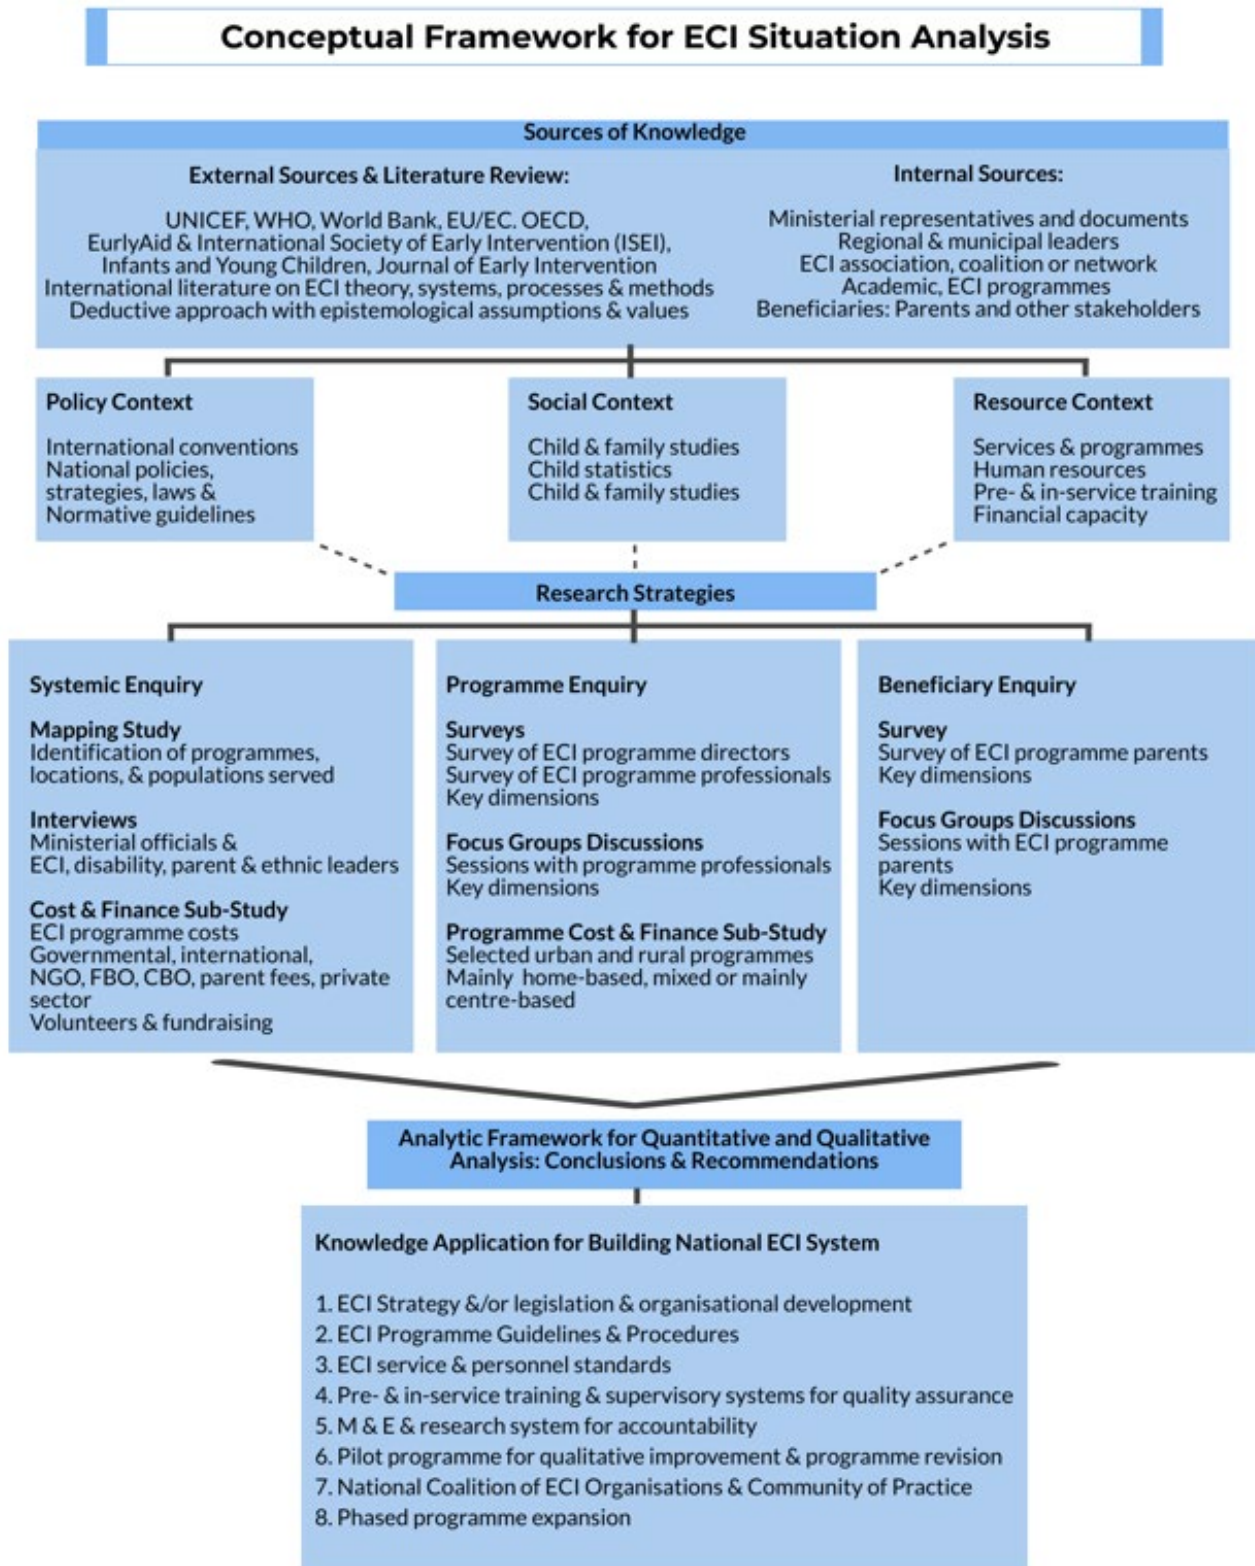 Conceptual Framework for ECI Situation Analysis
Sources of Knowledge
External Sources & Literature Review:
UNICEF, WHO, World Bank, EU/EC. OECD,
EurlyAid & International Society of Early Intervention (ISEI),
Infants and Young Children, Journal of Early Intervention
International literature on ECI theory, systems, processes & methods
Deductive approach with epistemological assumptions & values
Internal Sources:
Ministerial representatives and documents
Regional & municipal leaders
ECI association, coalition or network
Academic, ECI programmes
Beneficiaries: Parents and other stakeholders
Policy Context
International conventions
National policies,
strategies, laws &
Normative guidelines
Social Context
Child & family studies
Child statistics
Child & family studies
Resource Context
Services & programmes
Human resources
Pre- & in-service training
Financial capacity
Research Strategies
Systemic Enquiry
Mapping Study
Identification of programmes,
locations, & populations served
Interviews
Ministerial officials &
ECI, disability, parent & ethnic leaders
Cost & Finance Sub-Study
ECI programme costs
Governmental, international,
NGO, FBO, CBO, parent fees, private
sector
Volunteers & fundraising
Programme Enquiry
Surveys
Survey of ECI programme directors
Survey of ECI programme professionals
Key dimensions
Focus Groups Discussions
Sessions with programme professionals
Key dimensions
Programme Cost & Finance Sub-Study
Selected urban and rural programmes
Mainly home-based, mixed or mainly
centre-based
Beneficiary Enquiry
Survey
Survey of ECI programme parents
Key dimensions
Focus Groups Discussions
Sessions with ECI programme
parents
Key dimensions
Analytic Framework for Quantitative and Qualitative
Analysis: Conclusions & Recommendations
Knowledge Application for Building National ECI System
1. ECI Strategy &/or legislation & organisational development
2. ECI Programme Guidelines & Procedures
3. ECI service & personnel standards
4. Pre- & in-service training & supervisory systems for quality assurance
5. M & E & research system for accountability
6. Pilot programme for qualitative improvement & programme revision
7. National Coalition of ECI Organisations & Community of Practice
8. Phased programme expansion